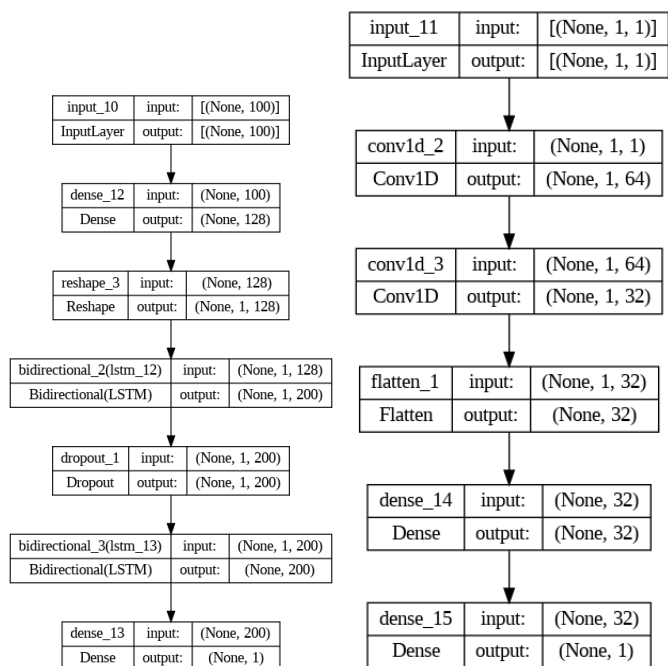 input_10 input: [(None, 100)]
InputLayer output: [(None, 100)]
dense_12 input: (None, 100)
Dense output: (None, 128)
reshape_3 input: (None, 128)
Reshape output: (None, 1, 128)
bidirectional_2(lstm_12) input: (None, 1, 128)
Bidirectional(LSTM) output: (None, 1, 200)
dropout_1 input: (None, 1, 200)
Dropout output: (None, 1, 200)
bidirectional_3(lstm_13) input: (None, 1, 200)
Bidirectional(LSTM) output: (None, 200)
dense_13 input: (None, 200)
Dense output: (None, 1)
input_11 input: [(None, 1, 1)]
InputLayer output: [(None, 1, 1)]
conv1d_2 input: (None, 1, 1)
Conv1D output: (None, 1, 64)
conv1d_3 input: (None, 1, 64)
Conv1D output: (None, 1, 32)
flatten_1 input: (None, 1, 32)
Flatten output: (None, 32)
dense_14 input: (None, 32)
Dense output: (None, 32)
dense_15 input: (None, 32)
Dense output: (None, 1)